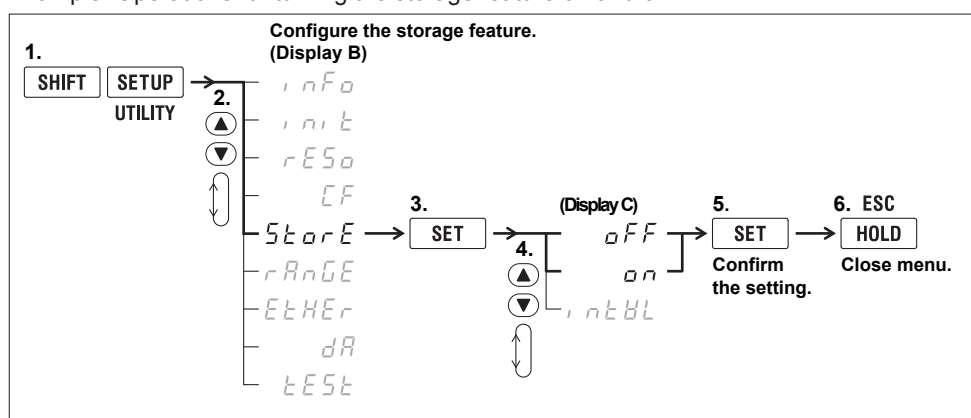 Configure the storage feature.
(Display B)
1.
SHIFT SETUP
UTILITY
2.
inFo
init
rESo
CF
StorE
rAnGE
EtHEr
dA
tESt
3.
SET
4.
(Display C)
oFF
on
intVL
5.
SET
Confirm
the setting.
6. ESC
HOLD
Close menu.